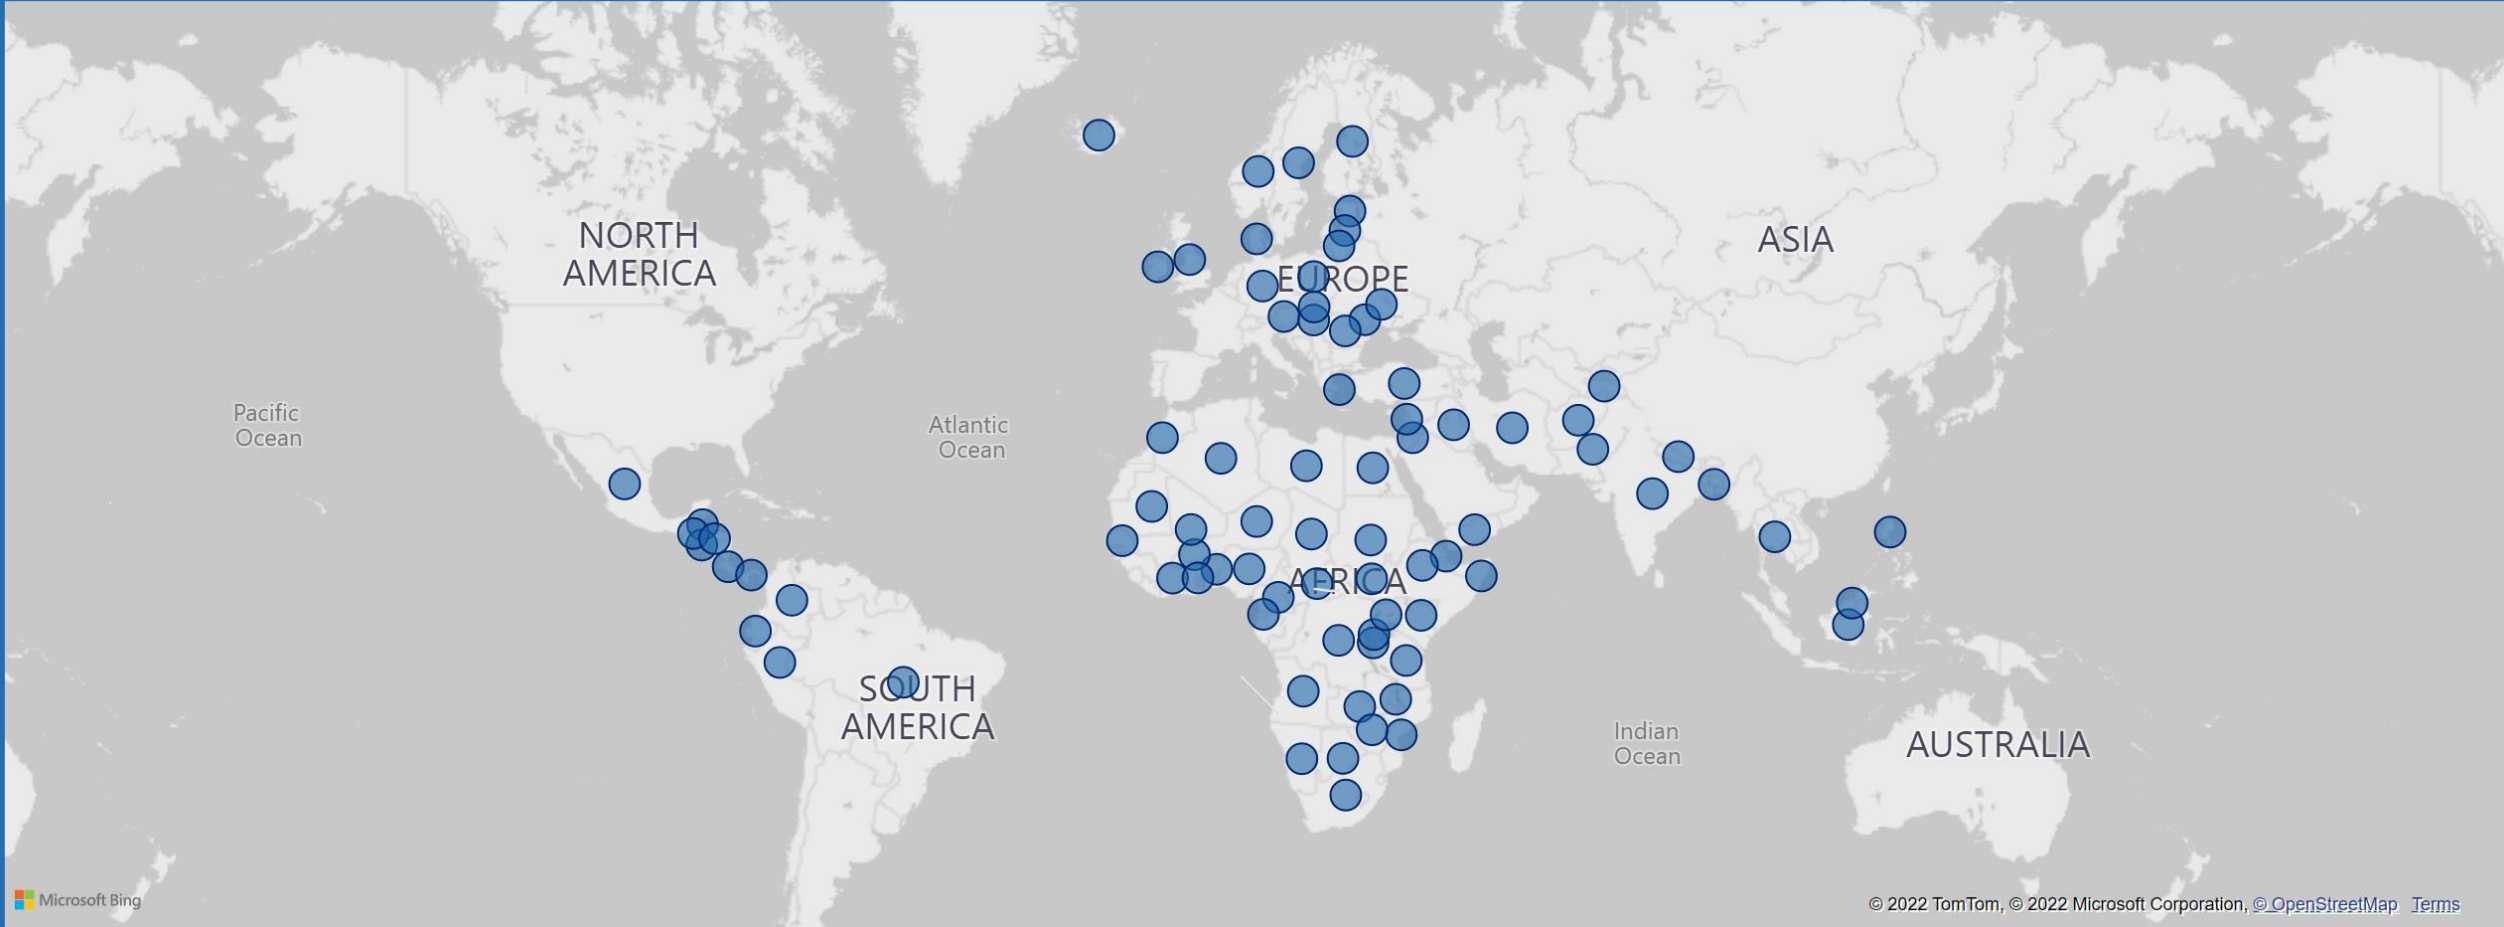 NORTH
AMERICA
ASIA
EUROPE
Pacific
Ocean
Atlantic
Ocean
AFRICA
SOUTH
AMERICA
Indian
Ocean
AUSTRALIA
Microsoft Bing
© 2022 TomTom, © 2022 Microsoft Corporation, © OpenStreetMap Terms